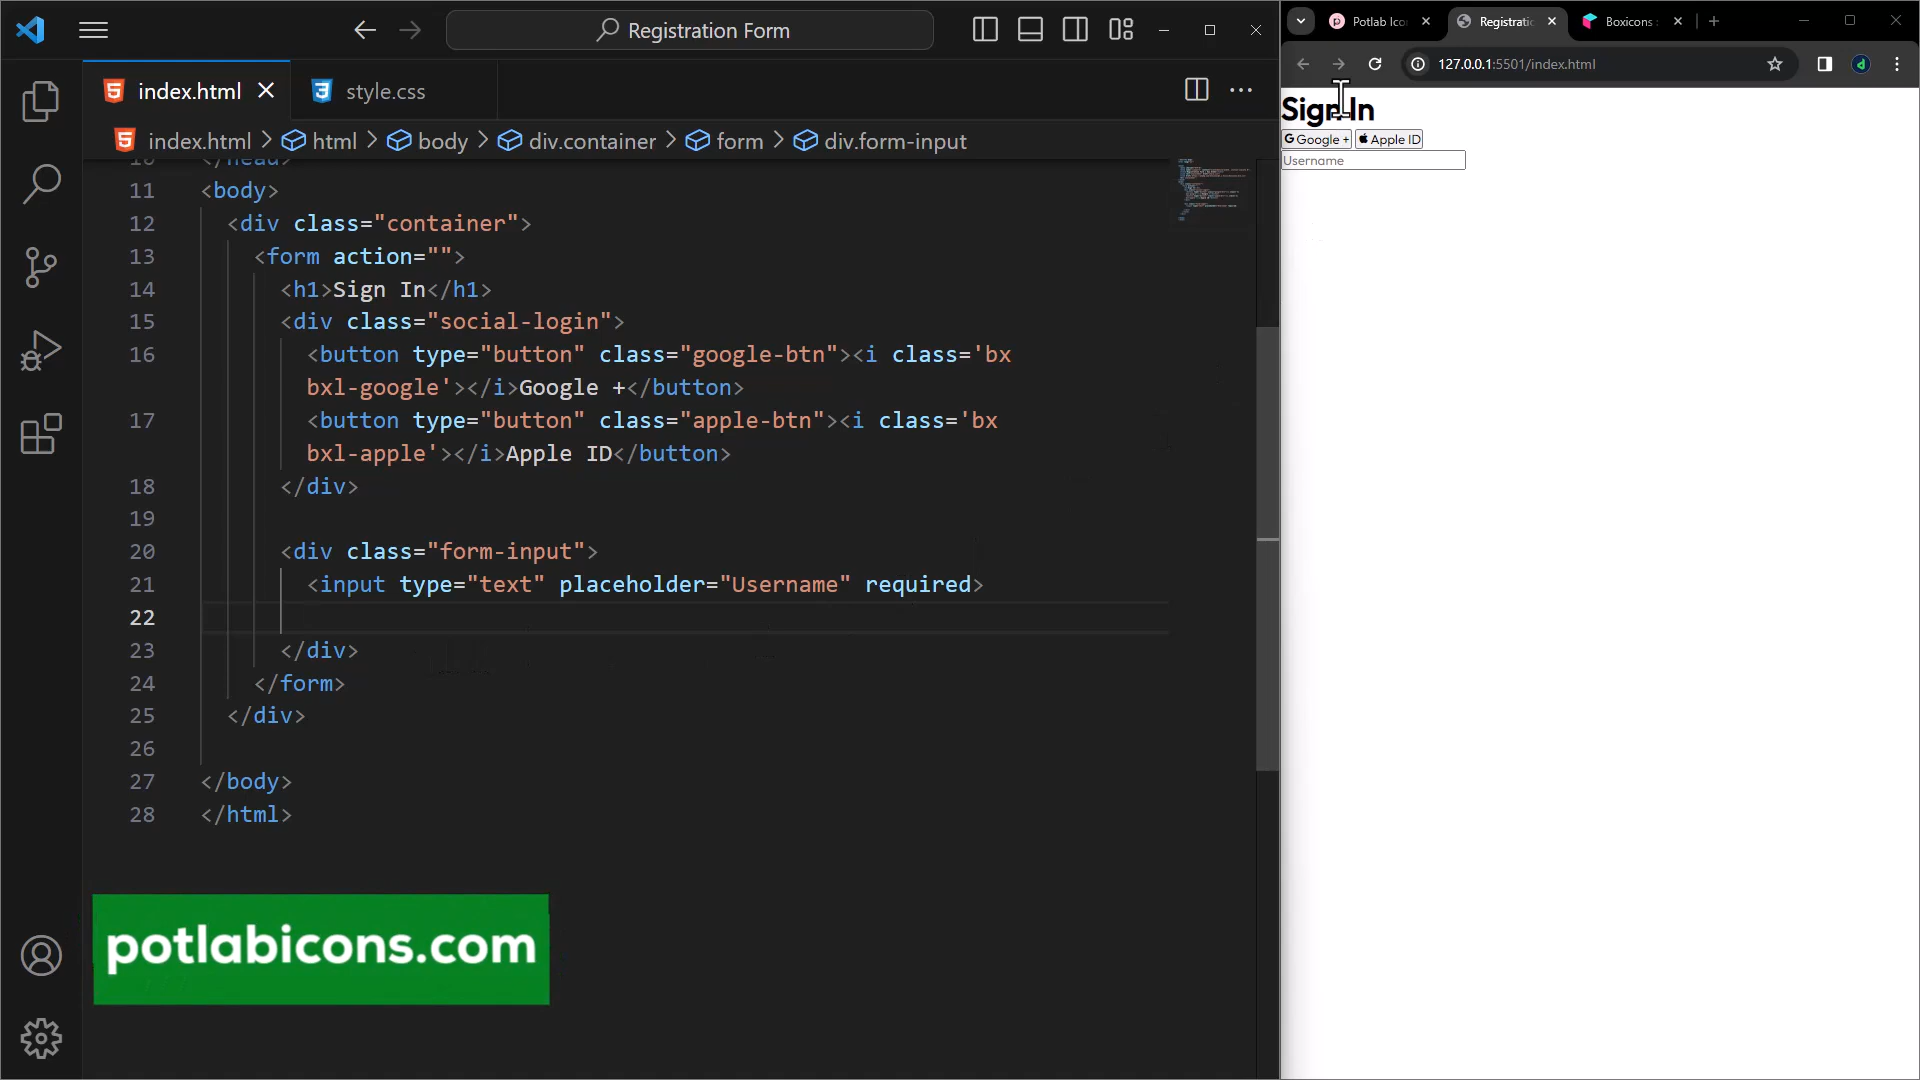 Registration Form
index.html
style.css
index.html > html > body > div.container > form > div.form-input
10 </head>
11 <body>
12 <div class="container">
13 <form action="">
14 <h1>Sign In</h1>
15 <div class="social-login">
16 <button type="button" class="google-btn"><i class='bx
bxl-google'></i>Google +</button>
17 <button type="button" class="apple-btn"><i class='bx
bxl-apple'></i>Apple ID</button>
18 </div>
19
20 <div class="form-input">
21 <input type="text" placeholder="Username" required>
22
23 </div>
24 </form>
25 </div>
26
27 </body>
28 </html>
potlabicons.com
Potlab Ico
Registratio
Boxicons :
127.0.0.1:5501/index.html
Sign In
Google +
Apple ID
Username